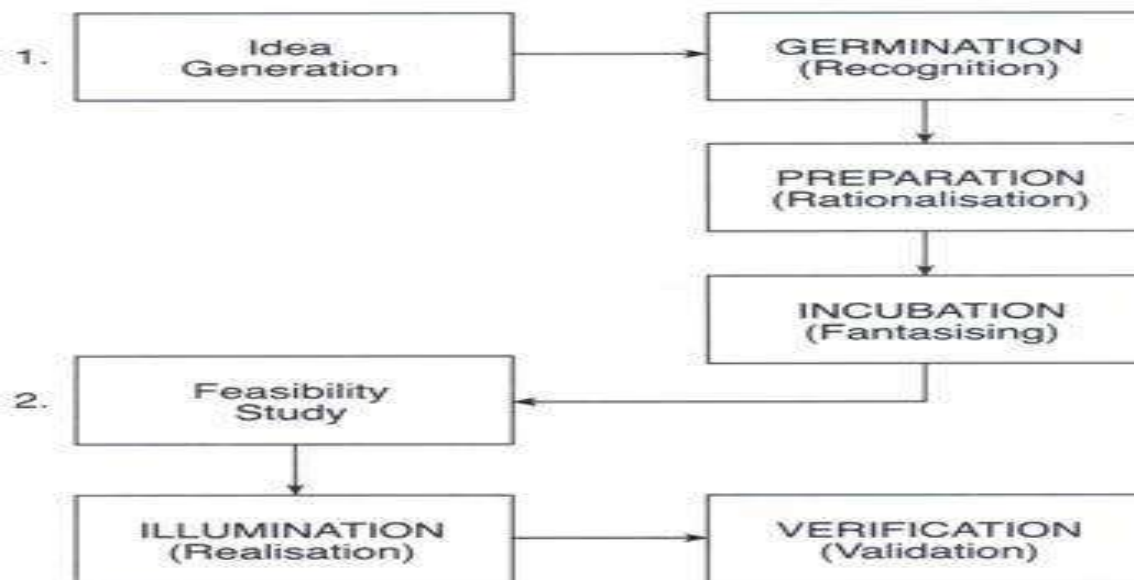 1.
Idea
Generation
GERMINATION
(Recognition)
PREPARATION
(Rationalisation)
INCUBATION
(Fantasising)
2.
Feasibility
Study
ILLUMINATION
(Realisation)
VERIFICATION
(Validation)